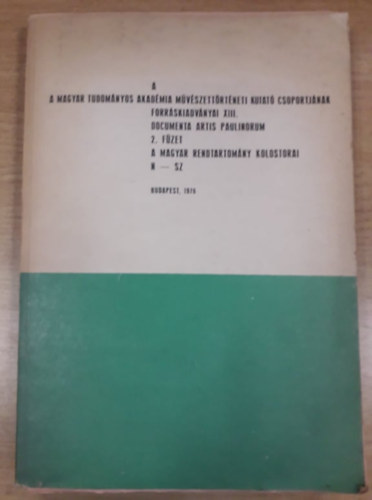 A
A MAGYAR TUDOMÁNYOS AKADÉMIA MŰVÉSZETTÖRTÉNETI KUTATÓ CSOPORTJÁNAK
FORRÁSKIADVÁNYAI XIII.
DOCUMENTA ARTIS PAULINORUM
2. FÜZET
A MAGYAR RENDTARTOMÁNY KOLOSTORAI
N — SZ
BUDAPEST, 1976